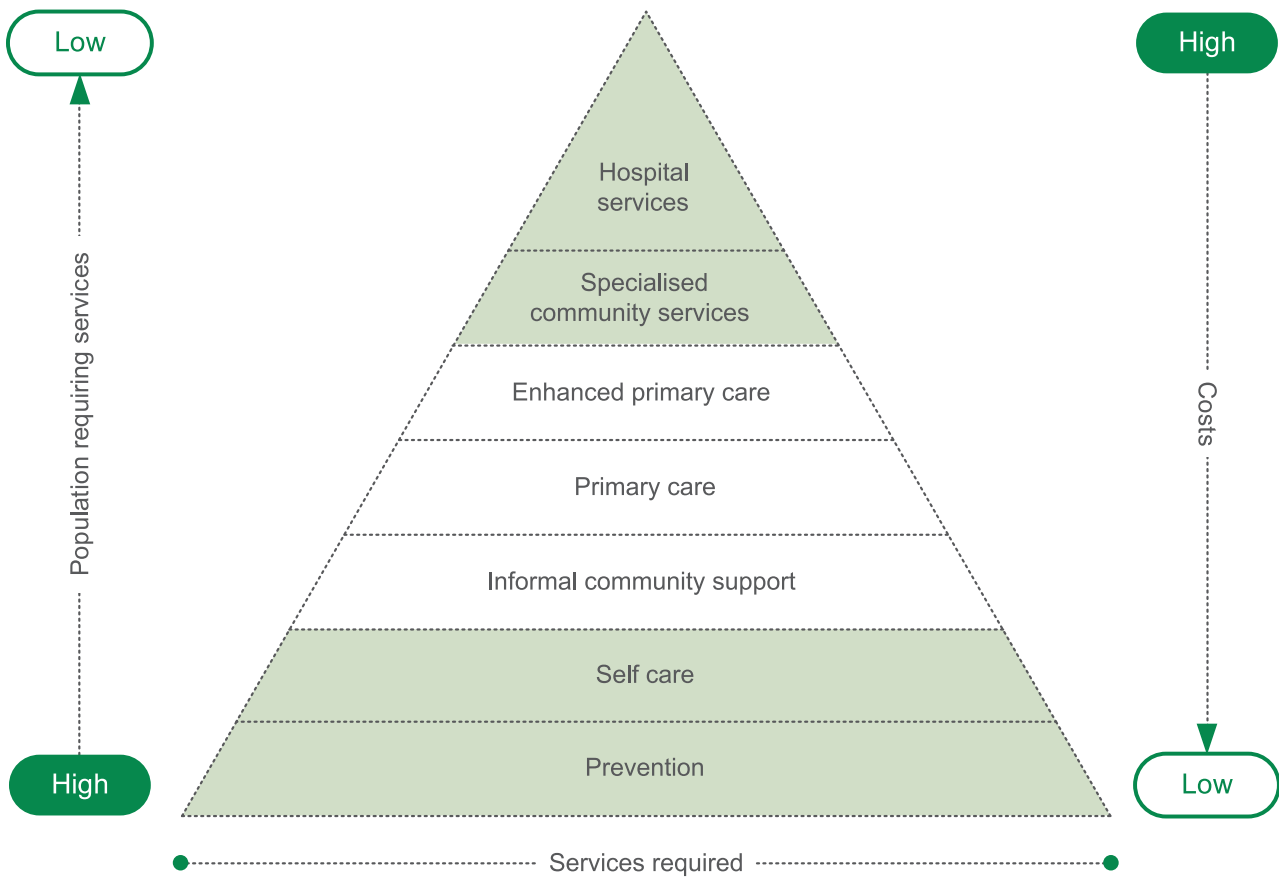 Low
High
Hospital
services
Specialised
community services
Population requiring services
Enhanced primary care
Costs
Primary care
Informal community support
Self care
Prevention
High
Low
Services required